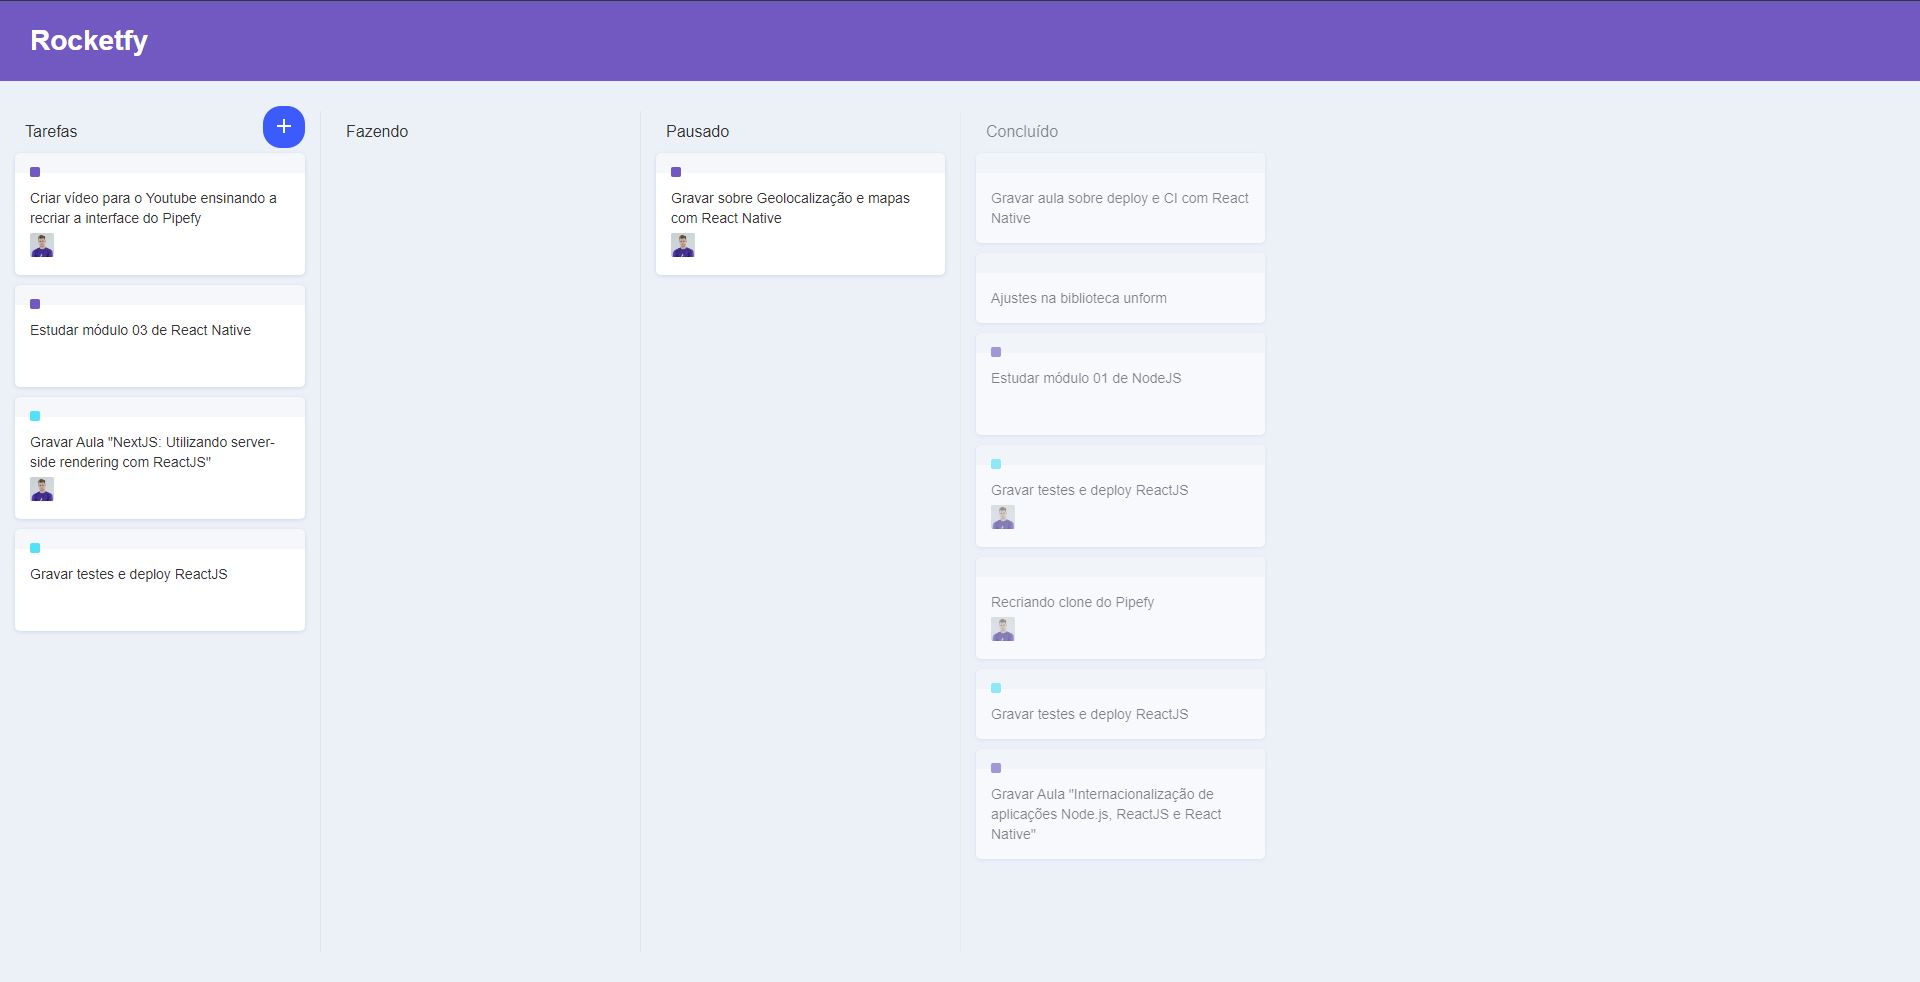 Rocketfy
Tarefas
Criar vídeo para o Youtube ensinando a
recriar a interface do Pipefy
Estudar módulo 03 de React Native
Gravar Aula "NextJS: Utilizando server-
side rendering com ReactJS"
Gravar testes e deploy ReactJS
Fazendo
Pausado
Gravar sobre Geolocalização e mapas
com React Native
Concluído
Gravar aula sobre deploy e CI com React
Native
Ajustes na biblioteca unform
Estudar módulo 01 de NodeJS
Gravar testes e deploy ReactJS
Recriando clone do Pipefy
Gravar testes e deploy ReactJS
Gravar Aula "Internacionalização de
aplicações Node.js, ReactJS e React
Native"